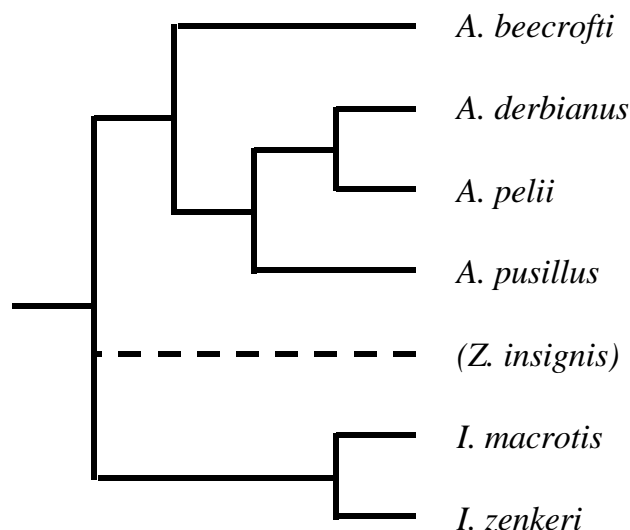 A. beecrofti
A. derbianus
A. pelii
A. pusillus
(Z. insignis)
I. macrotis
I. zenkeri